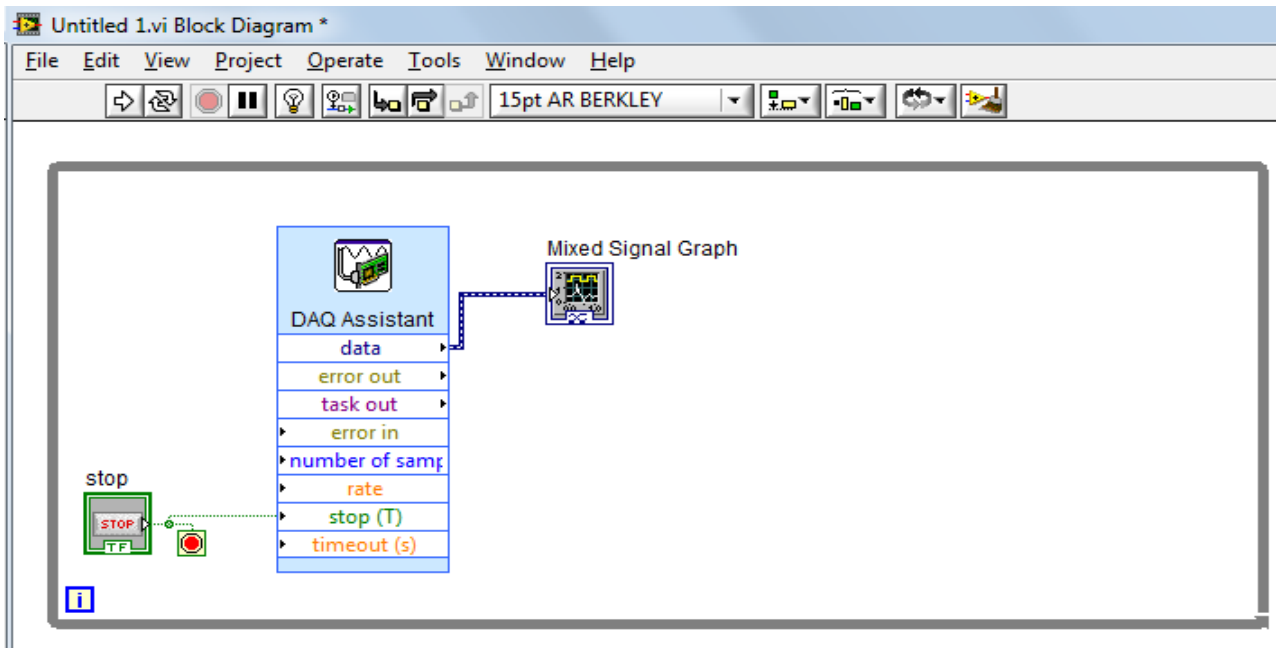 Untitled 1.vi Block Diagram *
File Edit View Project Operate Tools Window Help
15pt AR BERKLEY
Mixed Signal Graph
DAQ Assistant
data
error out
task out
error in
number of samp
rate
stop (T)
timeout (s)
stop
STOP
TF
i